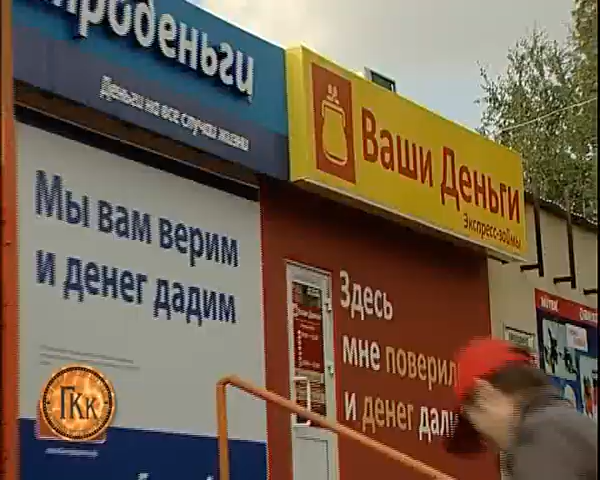 Деньги на все случаи жизни
Мы вам верим
и денег дадим
Ваши Деньги
Экспресс-займы
Здесь
мне поверил
и денег дал
ГКК